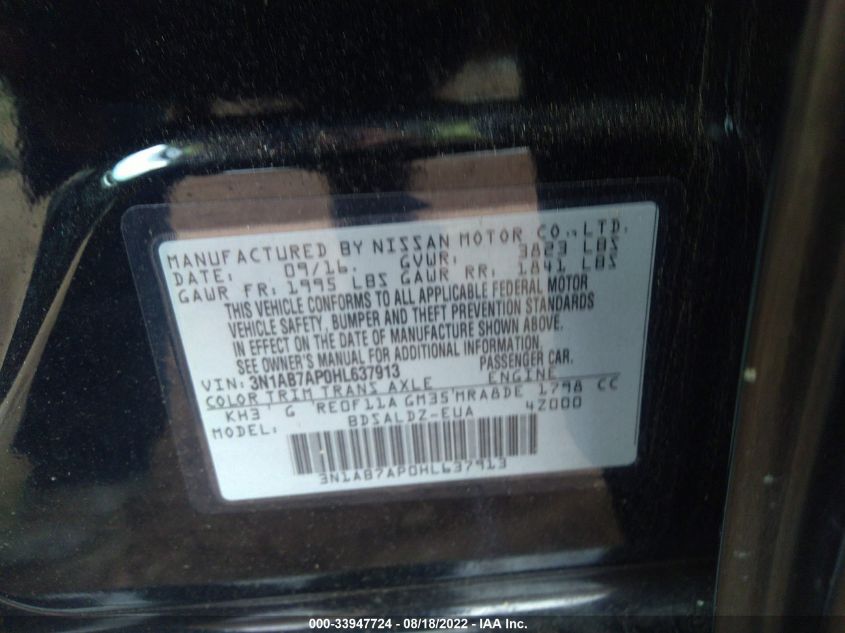 MANUFACTURED BY NISSAN MOTOR CO.,LTD.
DATE: 09/16. GVWR: 3823 LBS
GAWR FR: 1995 LBS GAWR RR: 1841 LBS
THIS VEHICLE CONFORMS TO ALL APPLICABLE FEDERAL MOTOR
VEHICLE SAFETY, BUMPER AND THEFT PREVENTION STANDARDS
IN EFFECT ON THE DATE OF MANUFACTURE SHOWN ABOVE.
SEE OWNER'S MANUAL FOR ADDITIONAL INFORMATION.
VIN: 3N1AB7AP0HL637913 PASSENGER CAR.
COLOR TRIM TRANS AXLE ENGINE
KH3 G RE0F11A GM35 MRA8DE 1798 CC
MODEL: BDSALDZ-EUA 4Z000
3N1AB7AP0HL637913
000-33947724 - 08/18/2022 - IAA Inc.